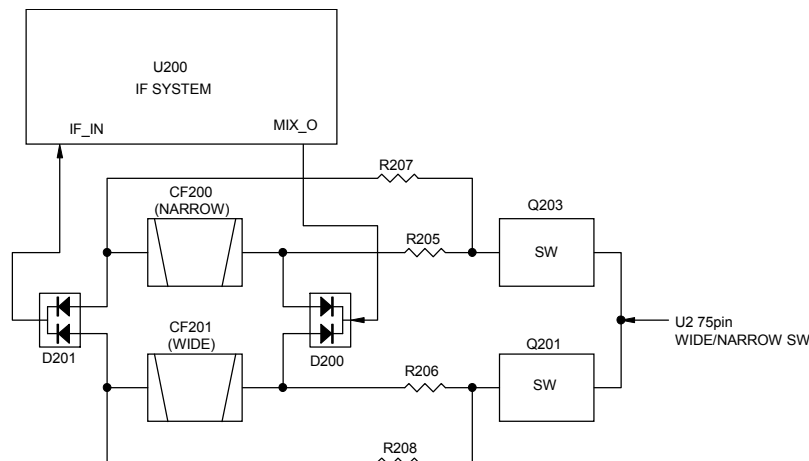 U200
IF SYSTEM
IF_IN
MIX_O
R207
CF200
(NARROW)
Q203
R205
SW
CF201
(WIDE)
D201
D200
U2 75pin
WIDE/NARROW SW
Q201
R206
SW
R208